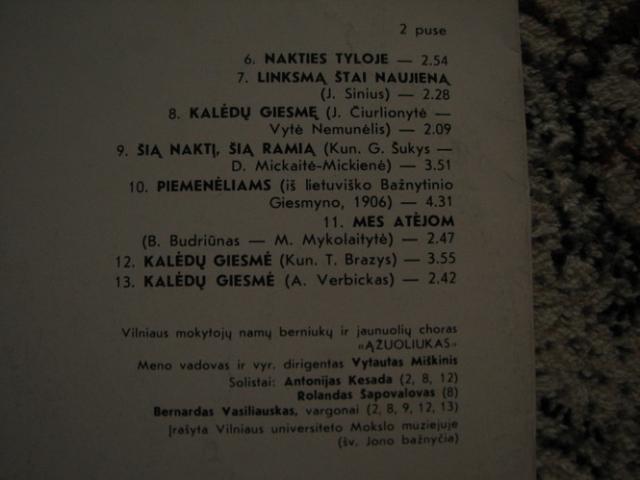 2 puse
6. NAKTIES TYLOJE — 2.54
7. LINKSMĄ ŠTAI NAUJIENĄ
(J. Sinius) — 2.28
8. KALĖDŲ GIESMĘ (J. Čiurlionytė —
Vytė Nemunėlis) — 2.09
9. ŠIĄ NAKTĮ, ŠIĄ RAMIĄ (Kun. G. Šukys —
D. Mickaitė-Mickienė) — 3.51
10. PIEMENĖLIAMS (iš lietuviško Bažnytinio
Giesmyno, 1906) — 4.31
11. MES ATĖJOM
(B. Budriūnas — M. Mykolaitytė) — 2.47
12. KALĖDŲ GIESMĖ (Kun. T. Brazys) — 3.55
13. KALĖDŲ GIESMĖ (A. Verbickas) — 2.42
Vilniaus mokytojų namų berniukų ir jaunuolių choras
«ĄŽUOLIUKAS»
Meno vadovas ir vyr. dirigentas Vytautas Miškinis
Solistai: Antonijas Kesada (2, 8, 12)
Rolandas Šapovalovas (8)
Bernardas Vasiliauskas, vargonai (2, 8, 9, 12, 13)
Įrašyta Vilniaus universiteto Mokslo muziejuje
(šv. Jono bažnyčia)